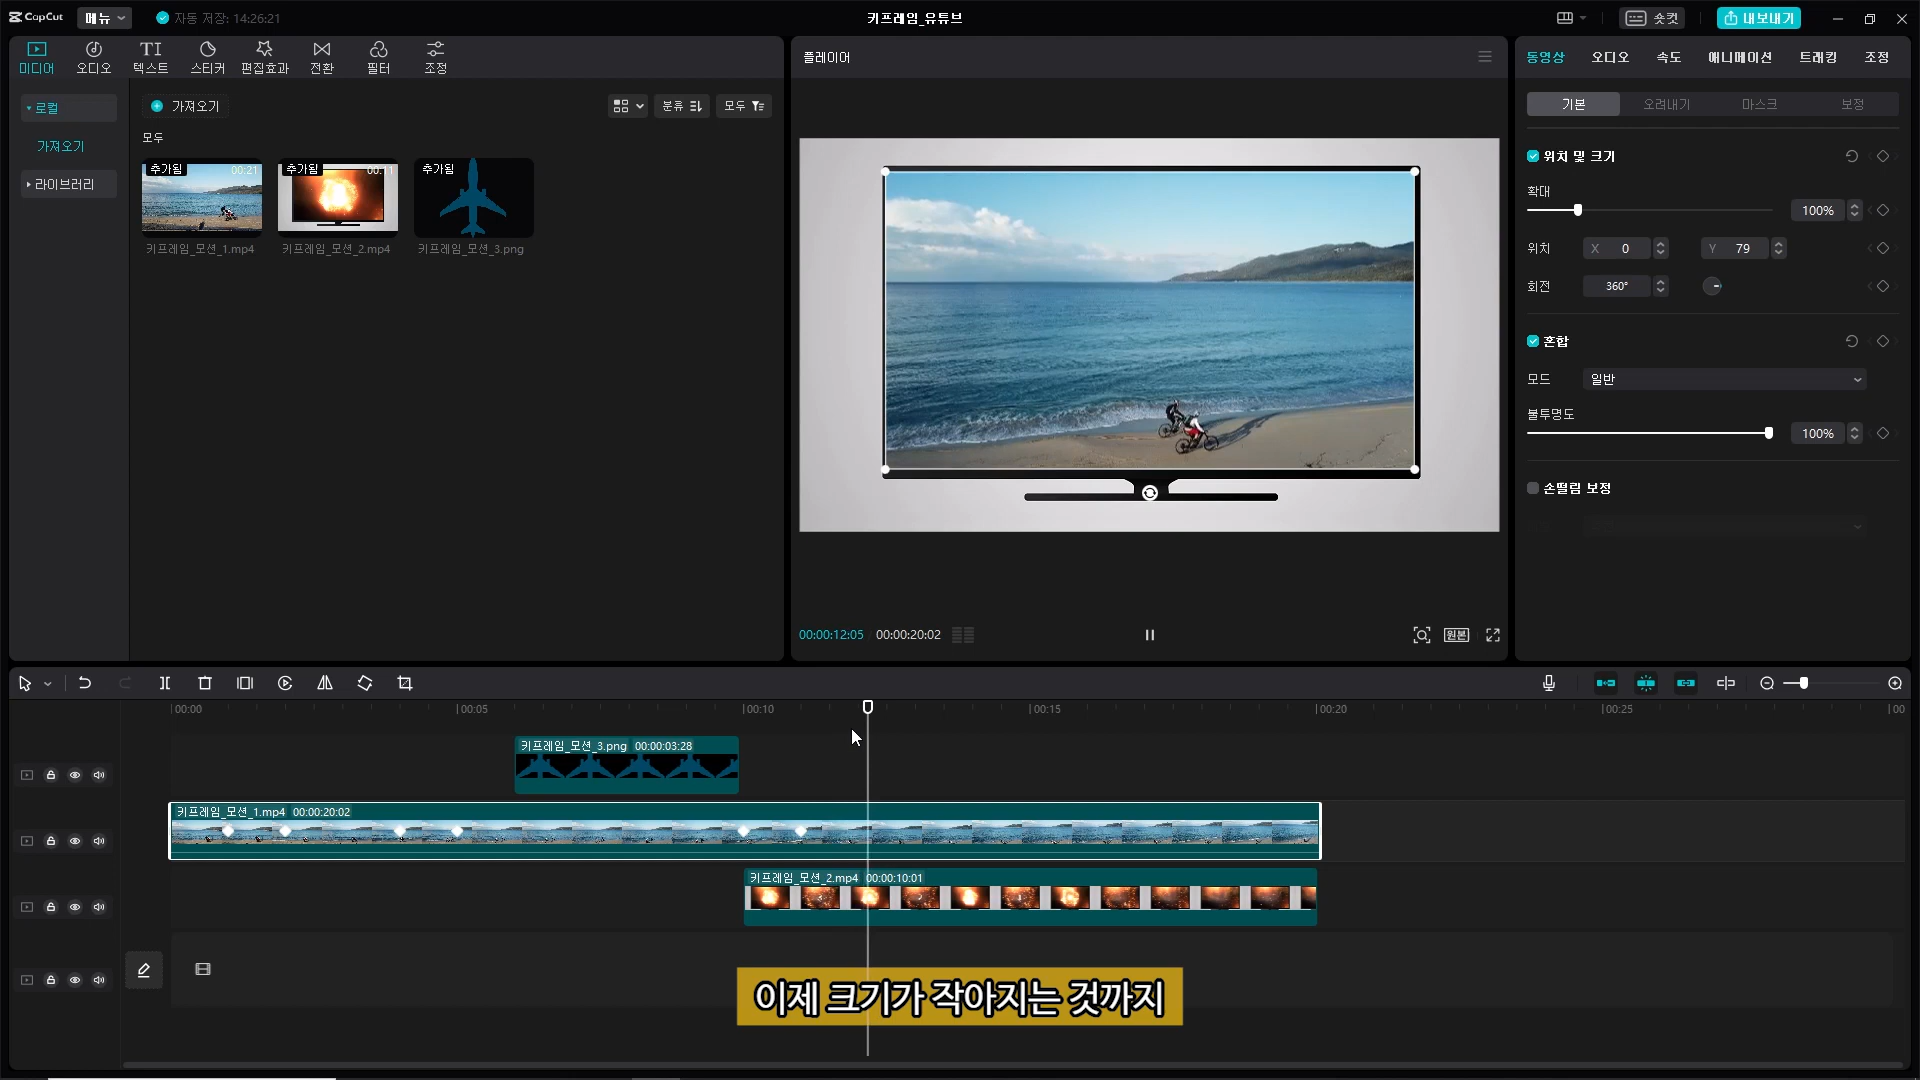 CapCut 메뉴 자동 저장: 14:26:21 키프레임_유튜브 숏컷 내보내기
미디어 오디오 텍스트 스티커 편집효과 전환 필터 조정
플레이어
동영상 오디오 속도 애니메이션 트래킹 조정
로컬
가져오기
라이브러리
가져오기 분류 모두
모두
추가됨 00:21
추가됨 00:11
추가됨
키프레임_모션_1.mp4 키프레임_모션_2.mp4 키프레임_모션_3.png
00:00:12:05 00:00:20:02 원본
기본 오려내기 마스크 보정
위치 및 크기
확대
100%
위치 X 0 Y 79
회전 360°
혼합
모드 일반
불투명도
100%
손떨림 보정
00:00 00:05 00:10 00:15 00:20 00:25 00
키프레임_모션_3.png 00:00:03:28
키프레임_모션_1.mp4 00:00:20:02
키프레임_모션_2.mp4 00:00:10:01
이제 크기가 작아지는 것까지